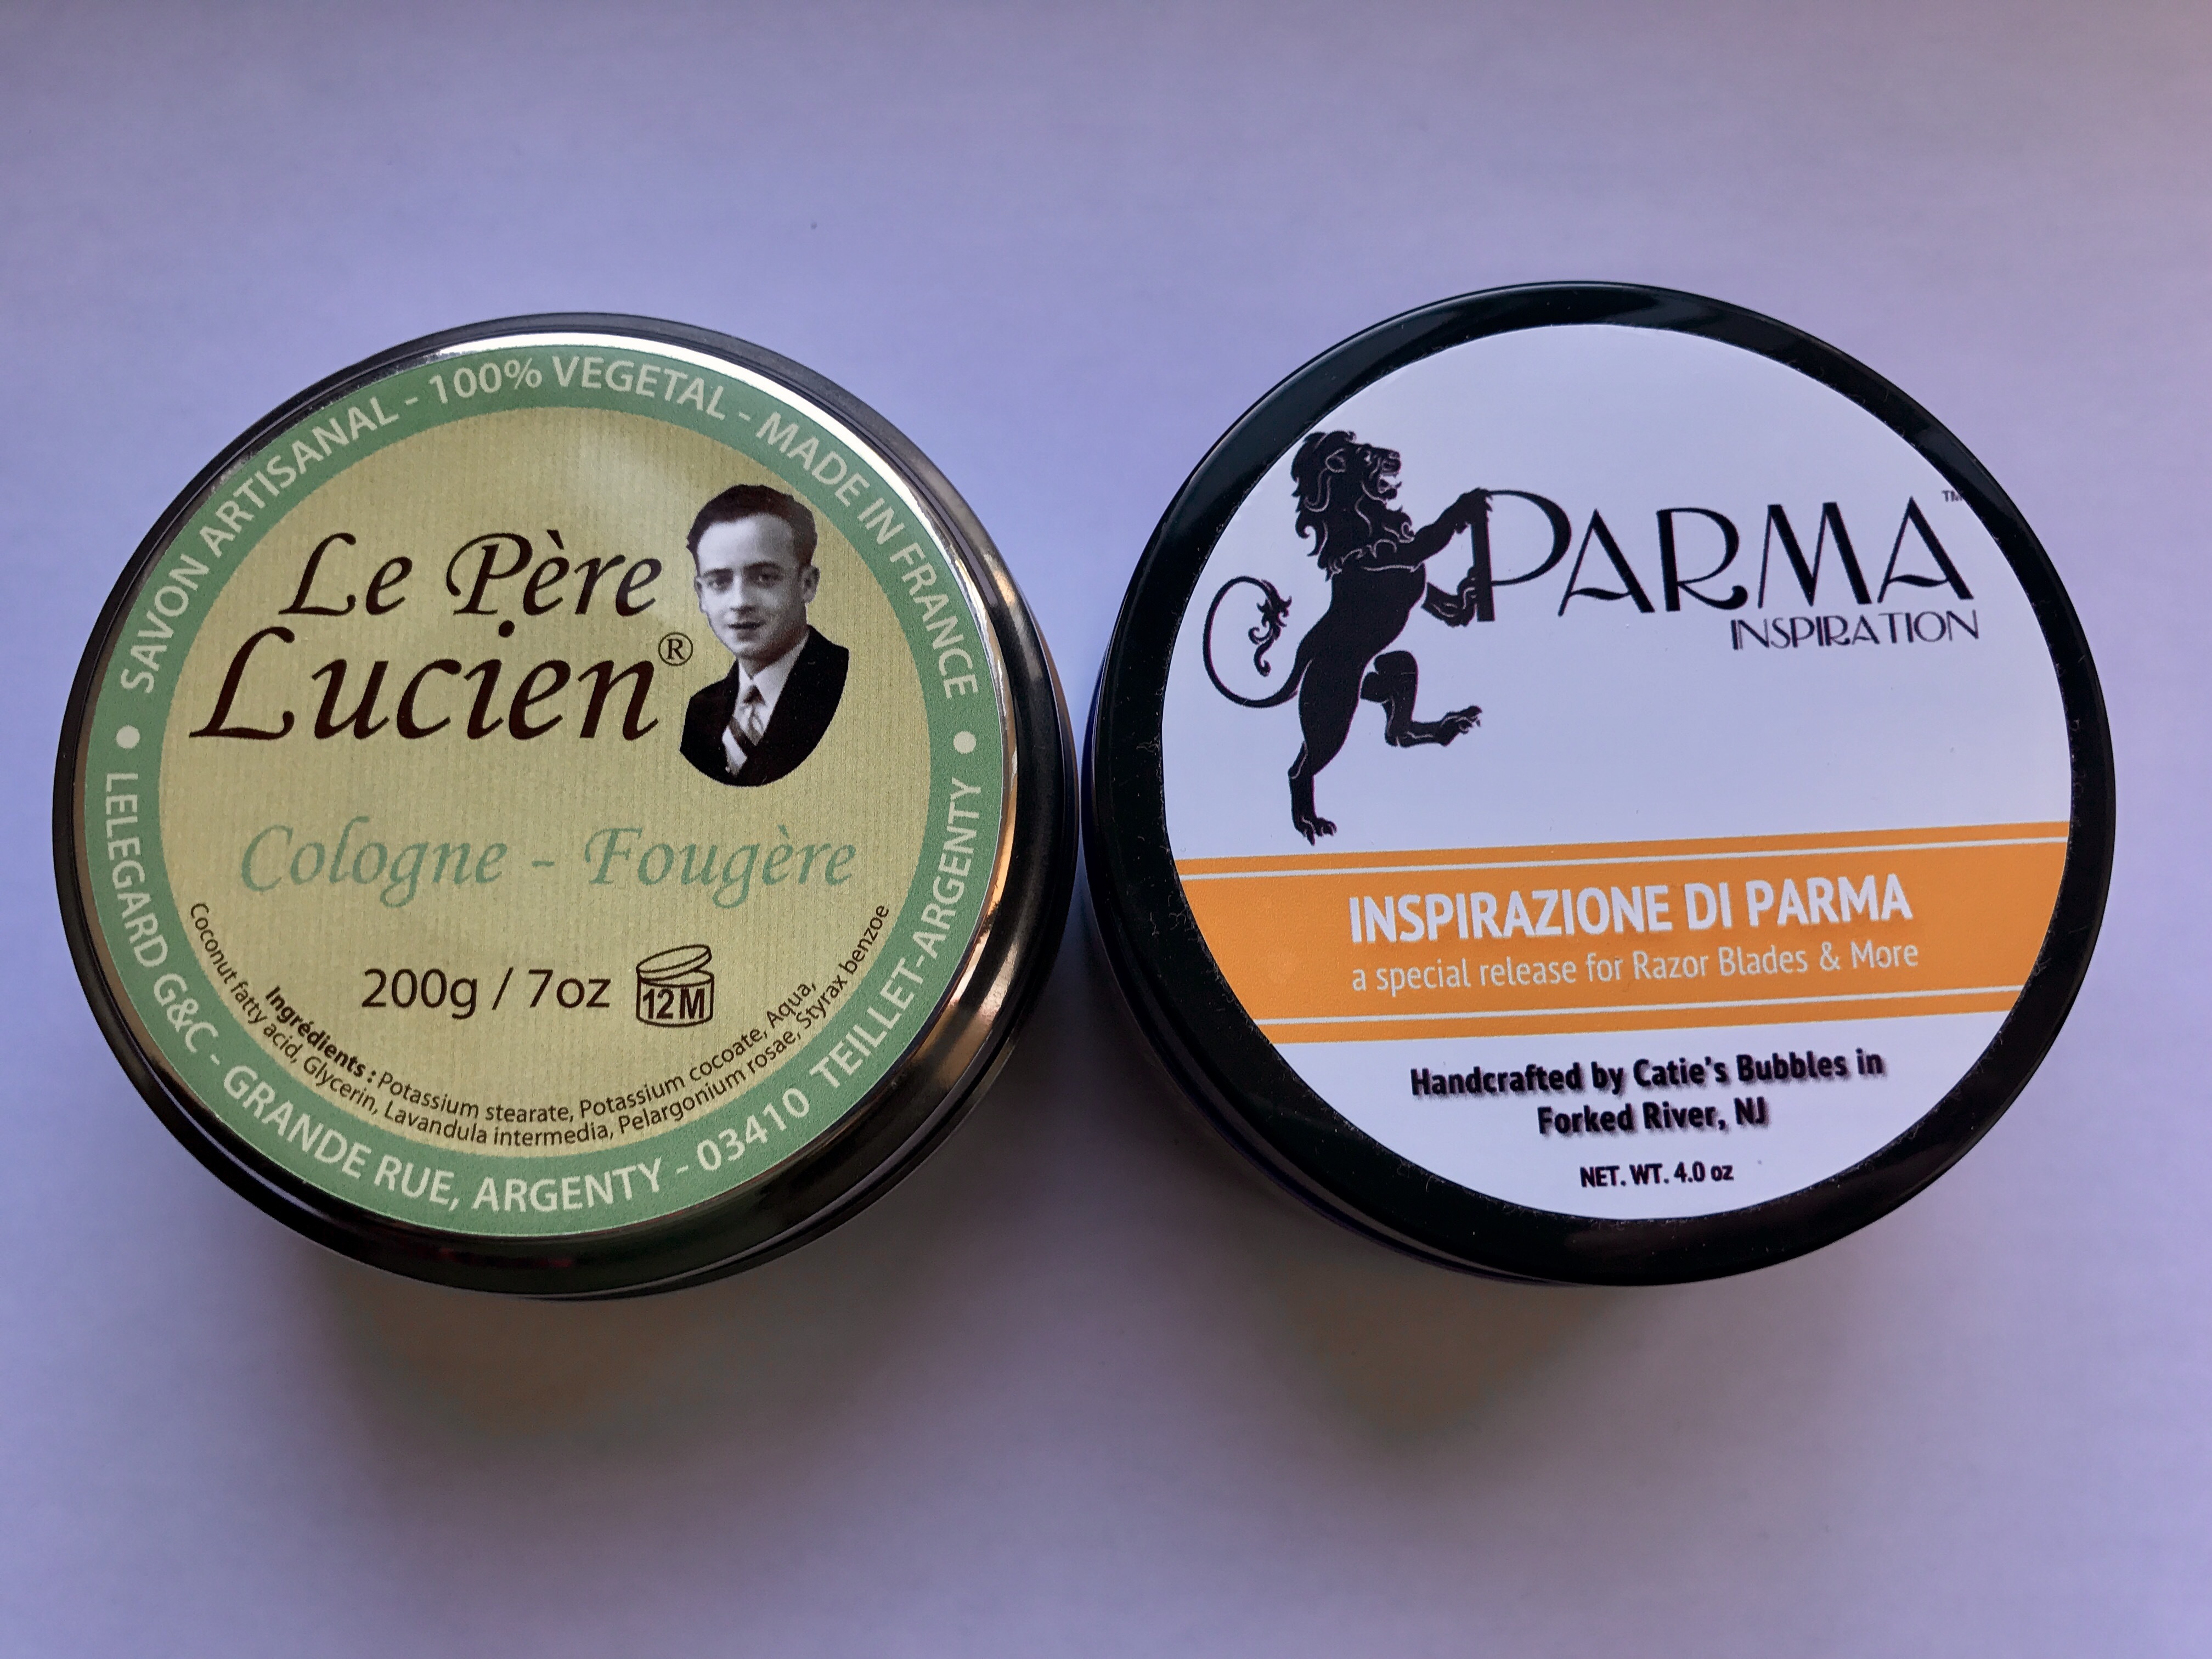 SAVON ARTISANAL - 100% VEGETAL - MADE IN FRANCE
Le Père
Lucien®
Cologne - Fougère
200g / 7oz
12M
Ingrédients : Potassium stearate, Potassium cocoate, Aqua,
Coconut fatty acid, Glycerin, Lavandula intermedia, Pelargonium rosae, Styrax benzoe
LELEGARD G&C - GRANDE RUE, ARGENTY - 03410 TEILLET-ARGENTY
PARMA™
INSPIRATION
INSPIRAZIONE DI PARMA
a special release for Razor Blades & More
Handcrafted by Catie's Bubbles in
Forked River, NJ
NET. WT. 4.0 oz